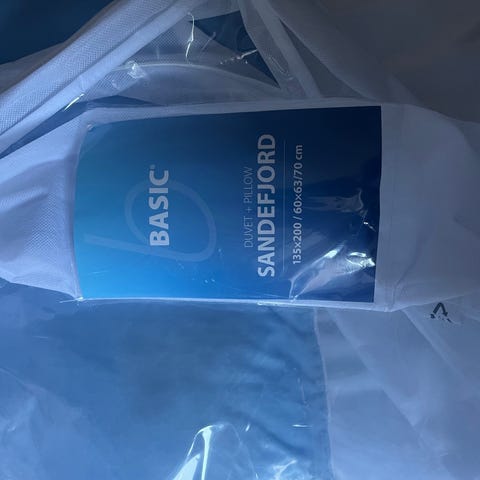 BASIC®
DUVET + PILLOW
SANDEFJORD
135x200 / 60x63/70 cm